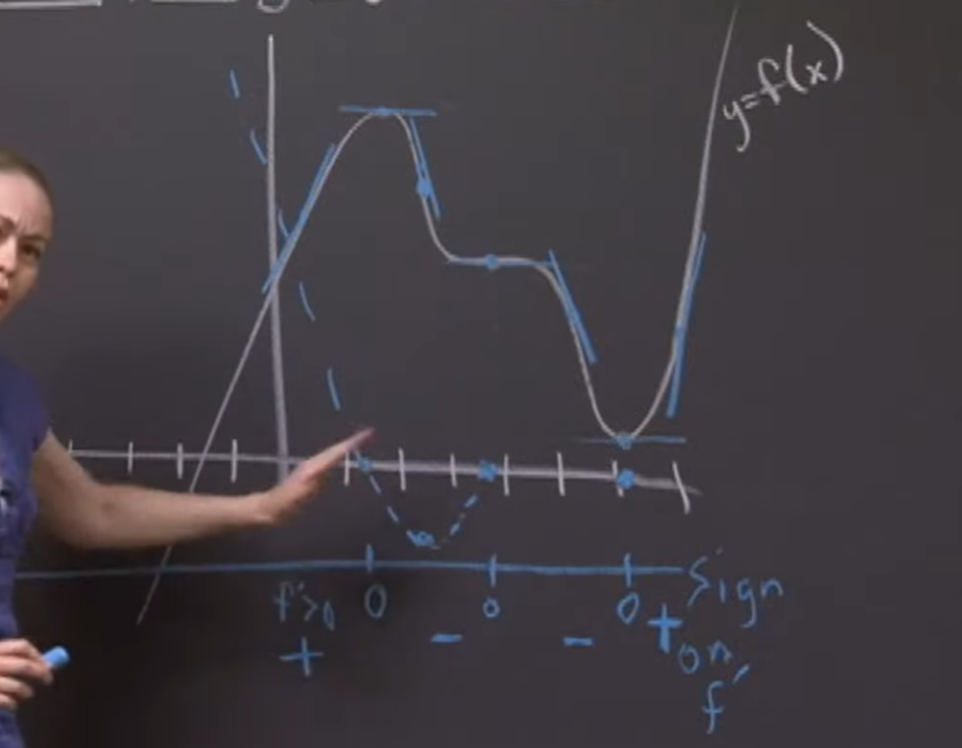 y=f(x)
f'>0 0 0 0 Sign
+ - - + on
f'